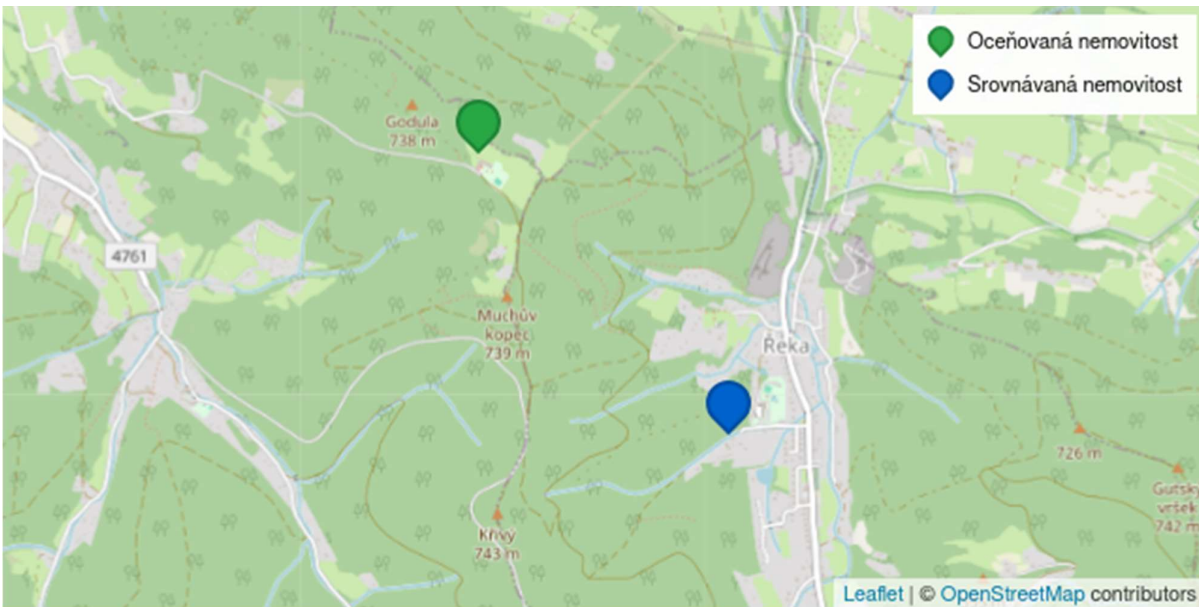 Oceňovaná nemovitost
Srovnávaná nemovitost
Godula
738 m
4761
Muchův
kopec
739 m
Řeka
726 m
Gutský
vršek
742 m
Křivý
743 m
Leaflet | © OpenStreetMap contributors